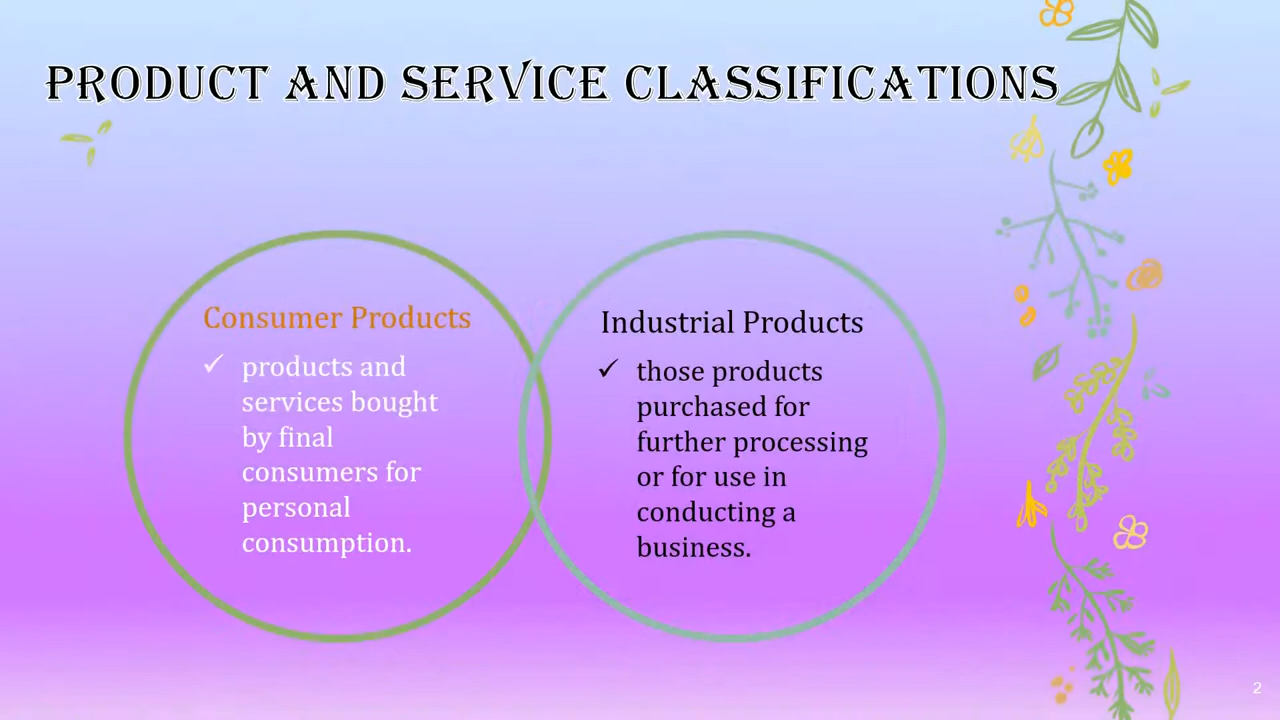 PRODUCT AND SERVICE CLASSIFICATIONS
Consumer Products
✓ products and
services bought
by final
consumers for
personal
consumption.
Industrial Products
✓ those products
purchased for
further processing
or for use in
conducting a
business.
2